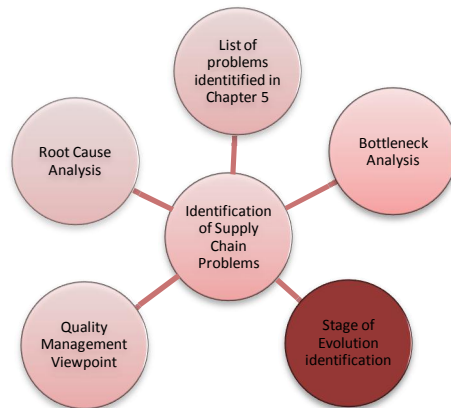 List of
problems
identitified in
Chapter 5
Bottleneck
Analysis
Root Cause
Analysis
Identification
of Supply
Chain
Problems
Quality
Management
Viewpoint
Stage of
Evolution
identification